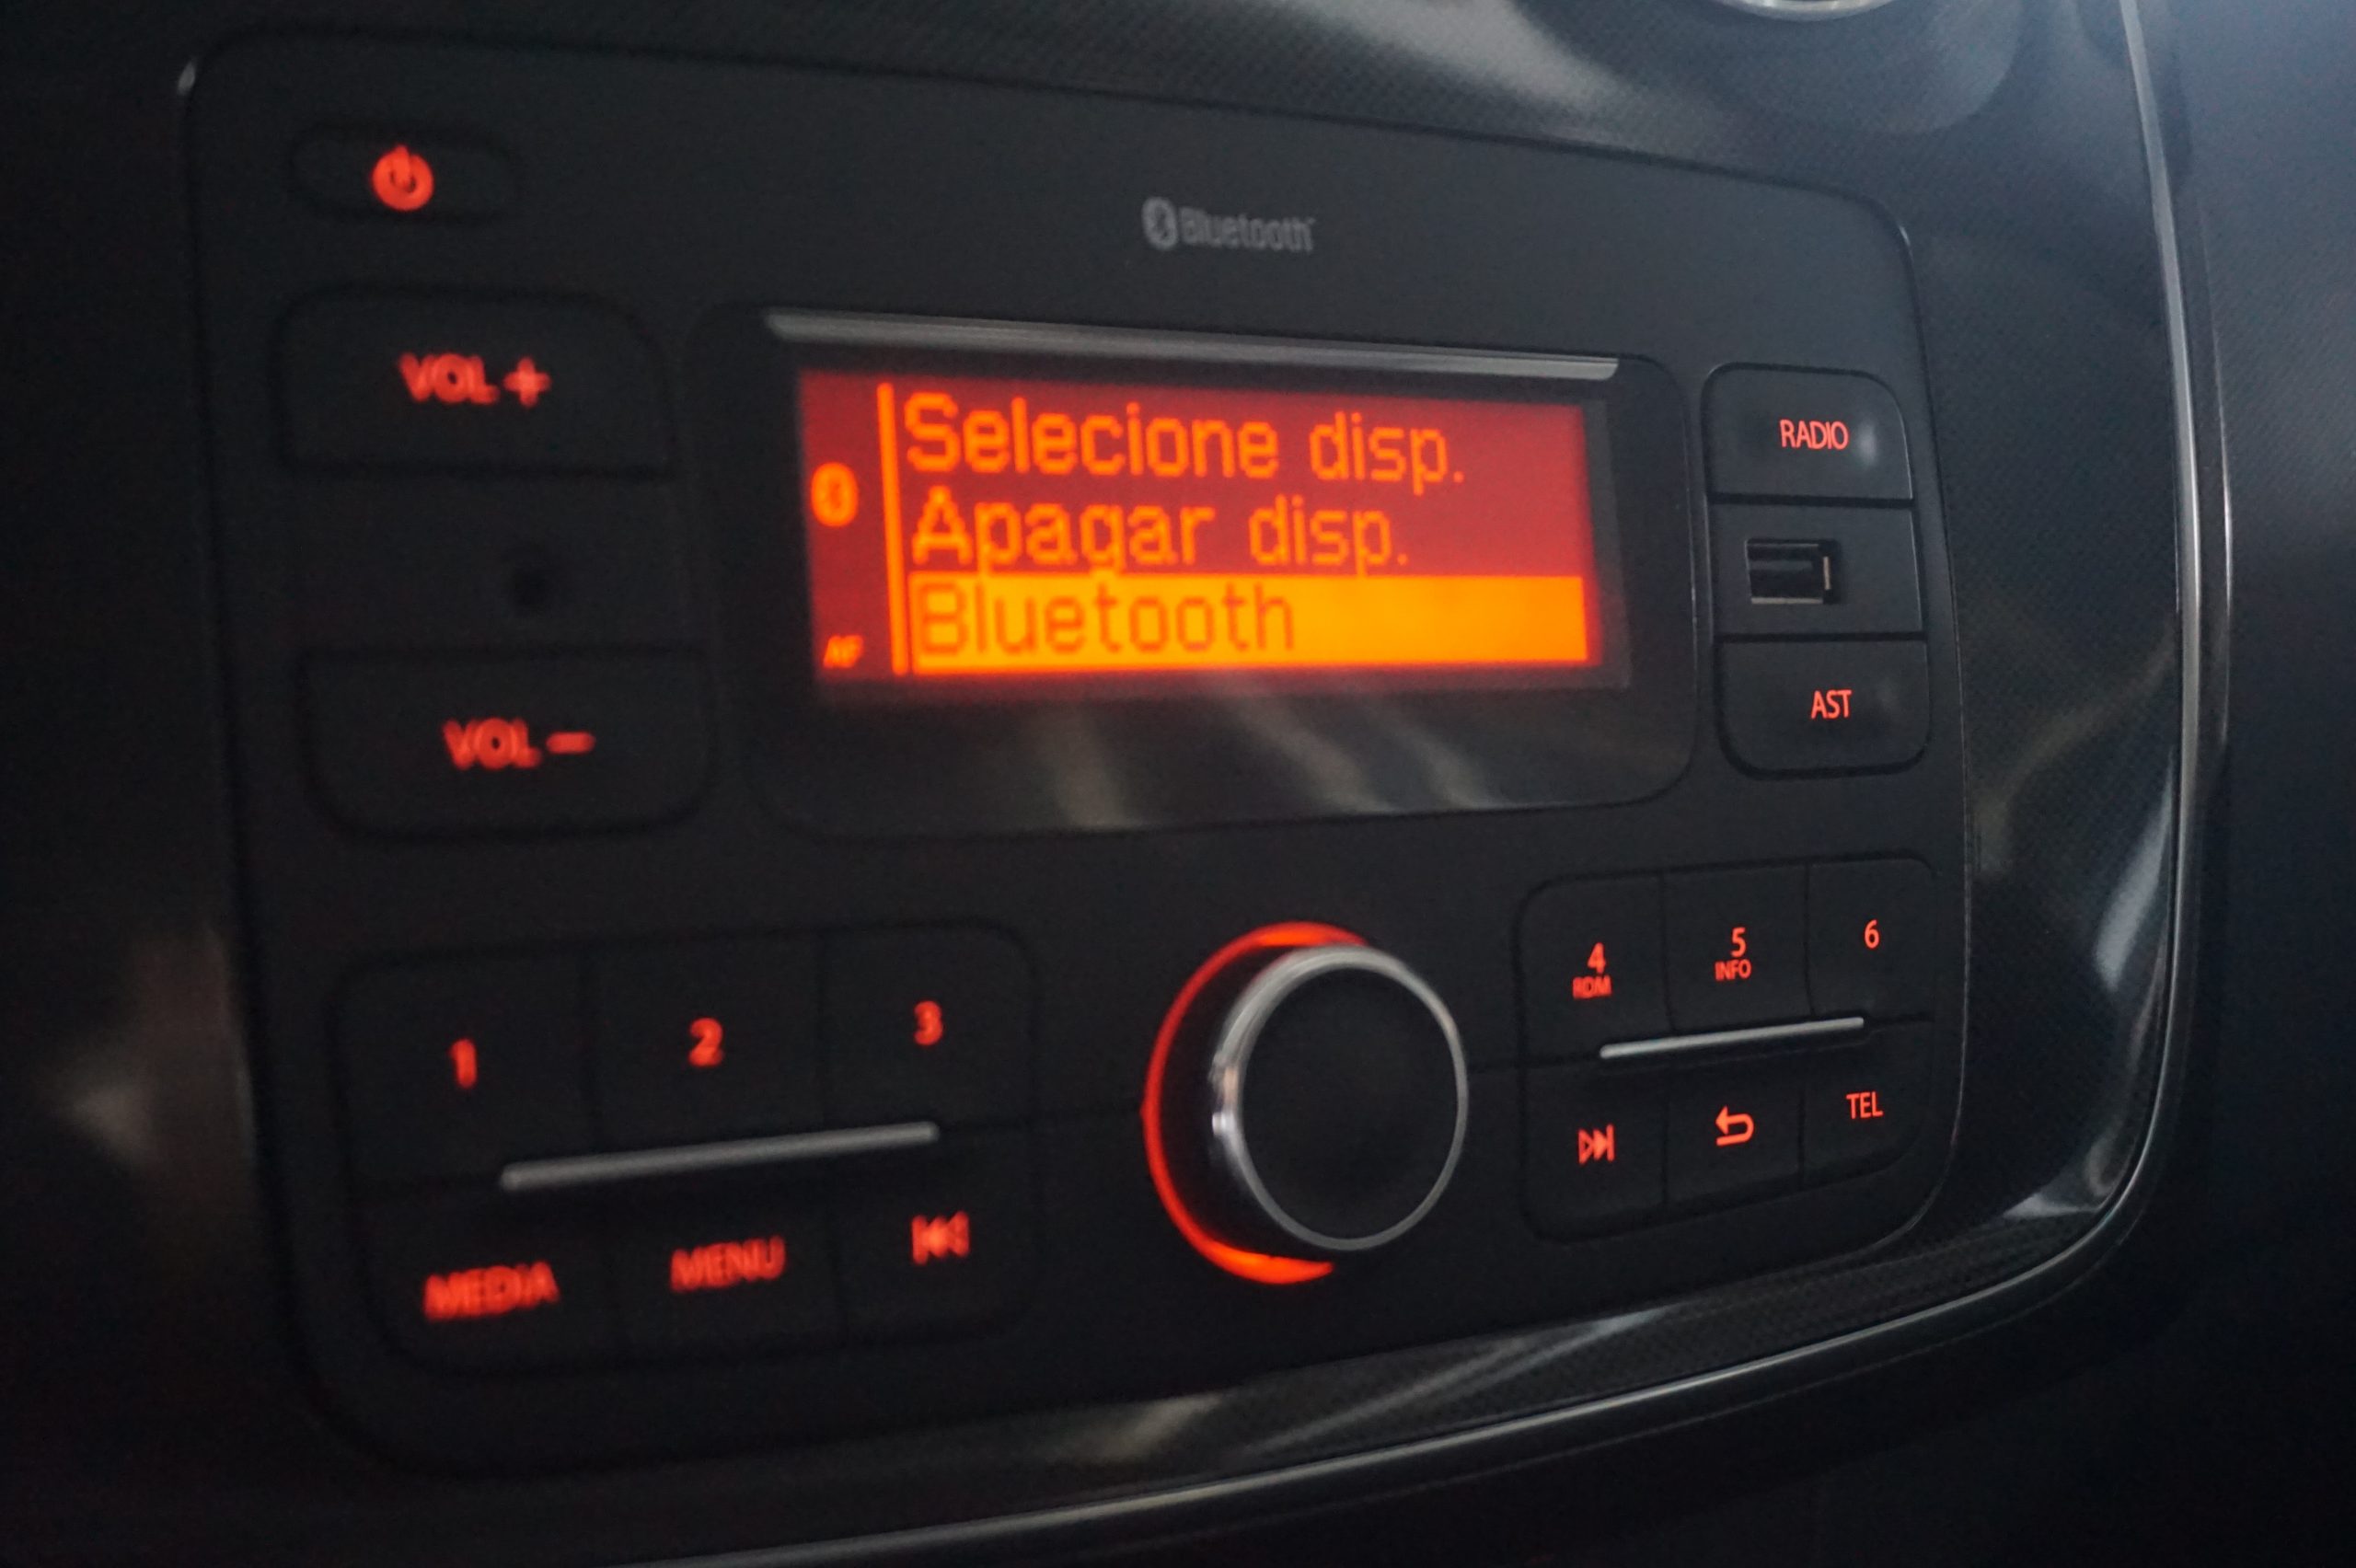 Bluetooth
VOL +
Selecione disp.
Apagar disp.
Bluetooth
AF
VOL −
RADIO
AST
1
2
3
4
RDM
5
INFO
6
MEDIA
MENU
TEL